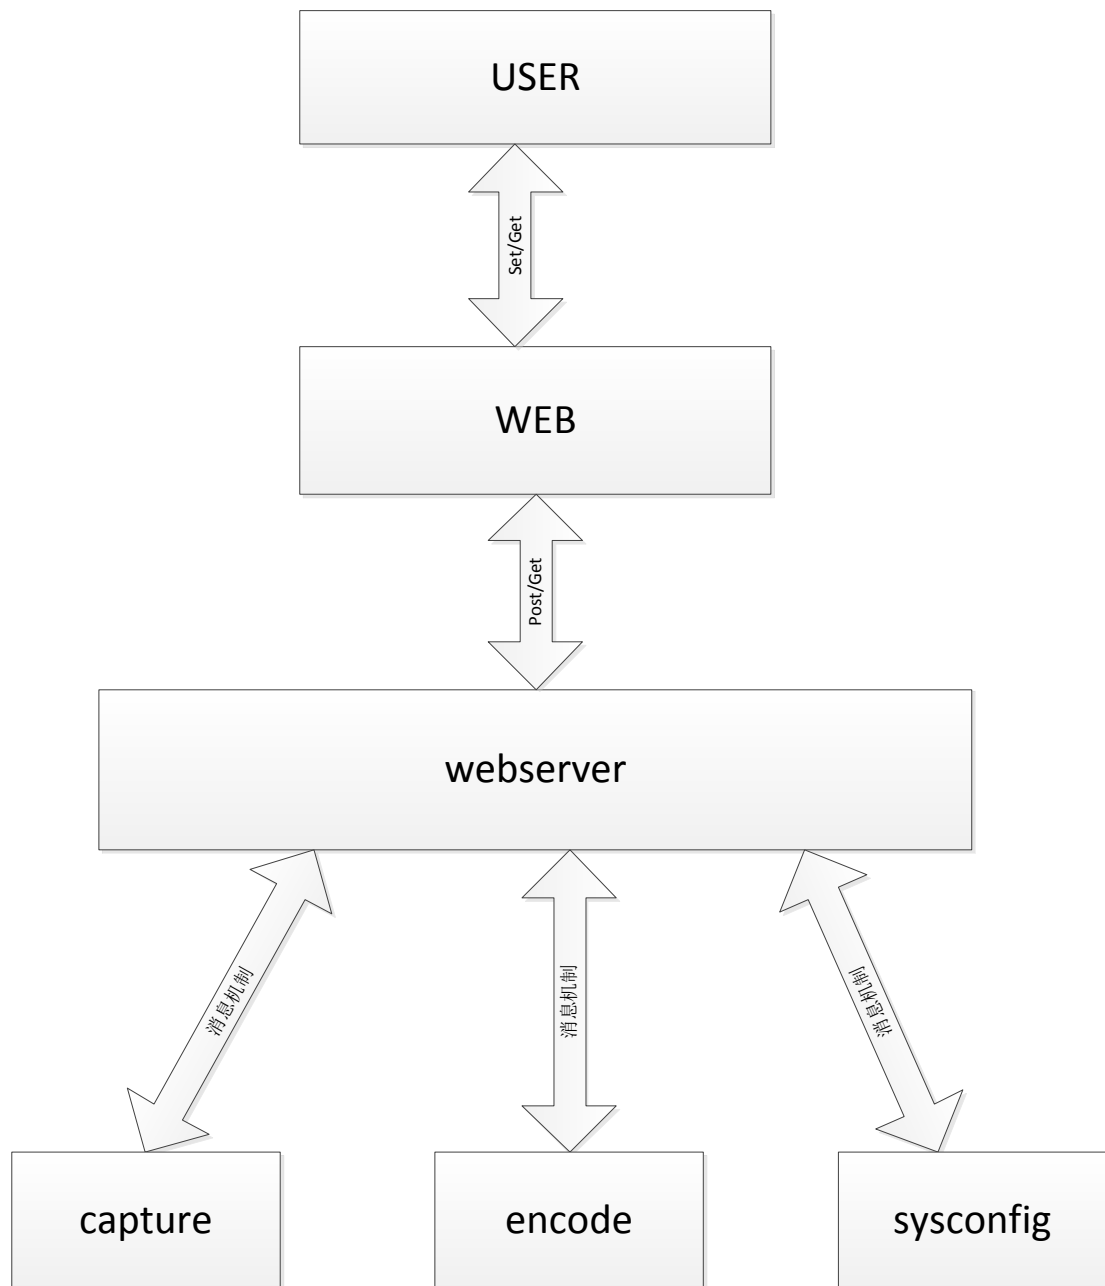 USER
Set/Get
WEB
Post/Get
webserver
消息机制
消息机制
消息机制
capture
encode
sysconfig